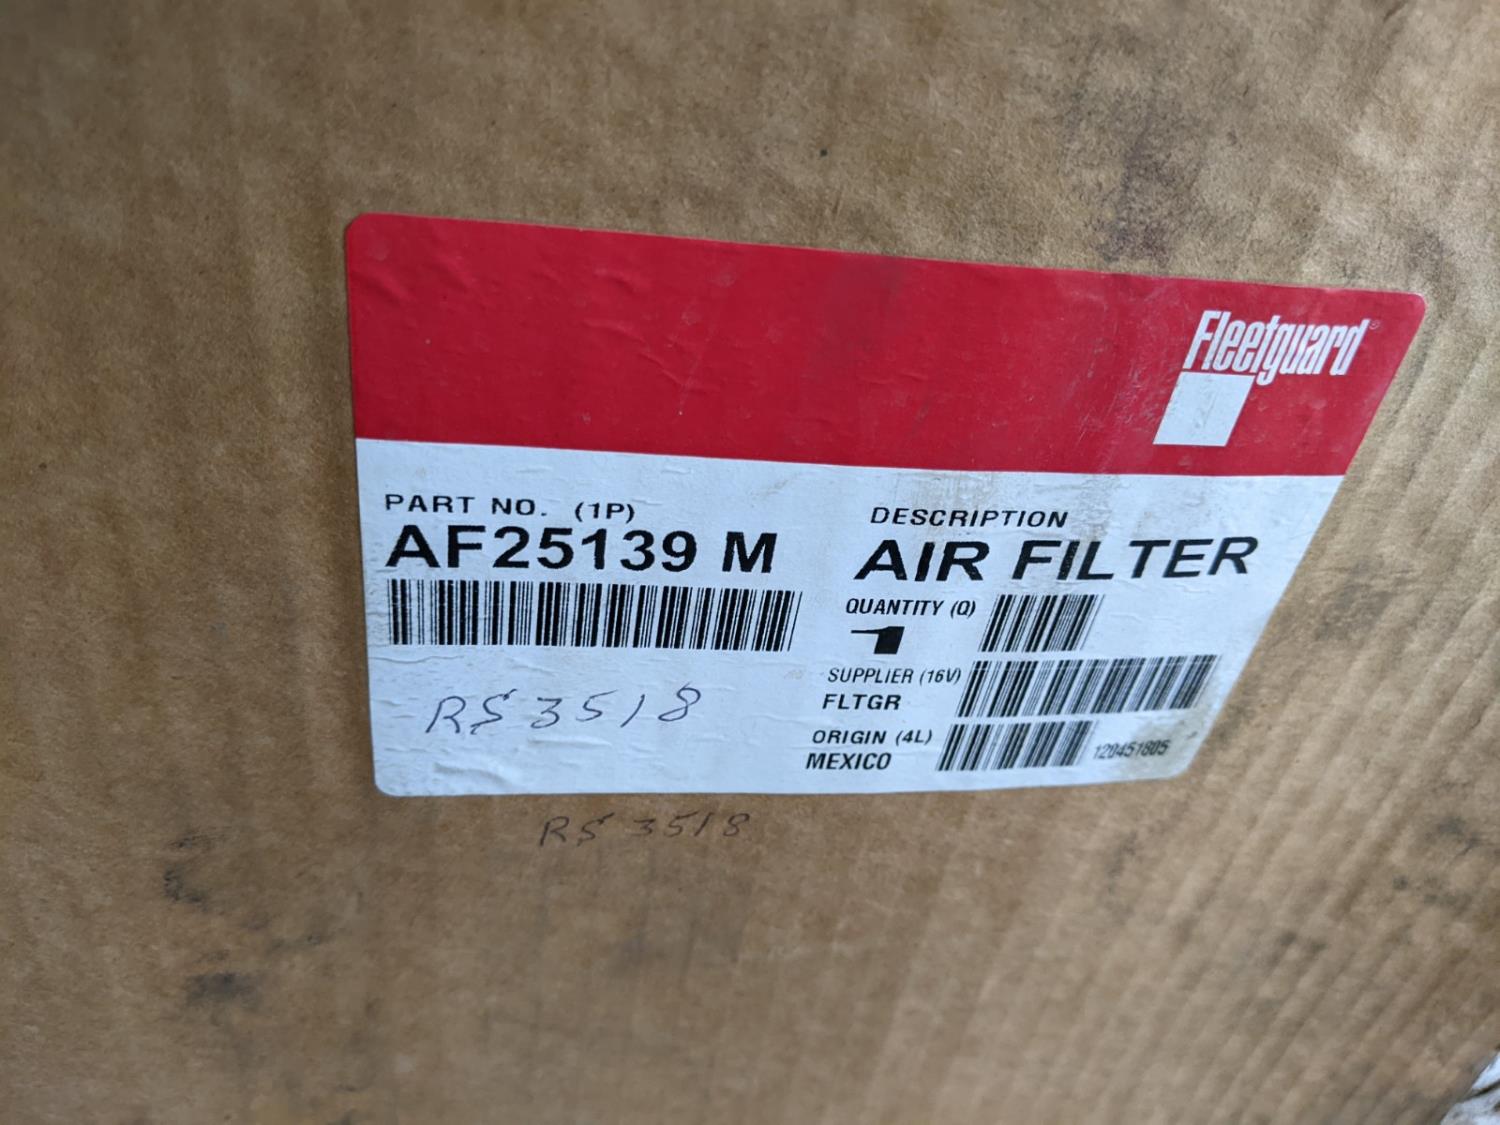 Fleetguard®
PART NO. (1P)
AF25139 M
DESCRIPTION
AIR FILTER
QUANTITY (Q)
1
SUPPLIER (16V)
FLTGR
ORIGIN (4L)
MEXICO
120451805
RS 3518
RS 3518